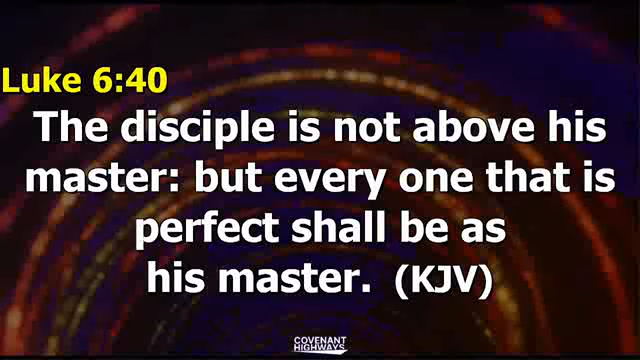 Luke 6:40
The disciple is not above his
master: but every one that is
perfect shall be as
his master. (KJV)
COVENANT
HIGHWAYS